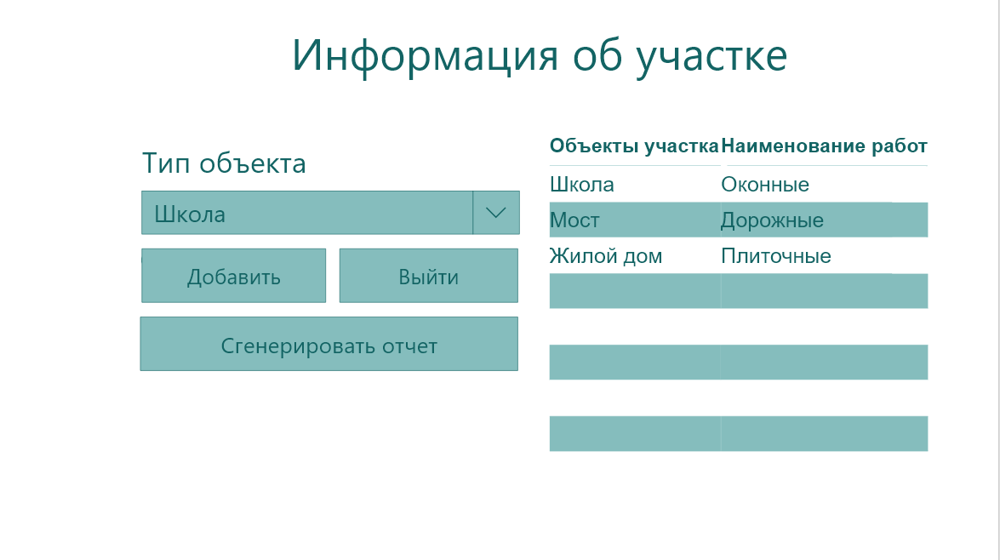 Информация об участке
Тип объекта
Школа
Добавить
Выйти
Сгенерировать отчет
Объекты участка Наименование работ
Школа Оконные
Мост Дорожные
Жилой дом Плиточные